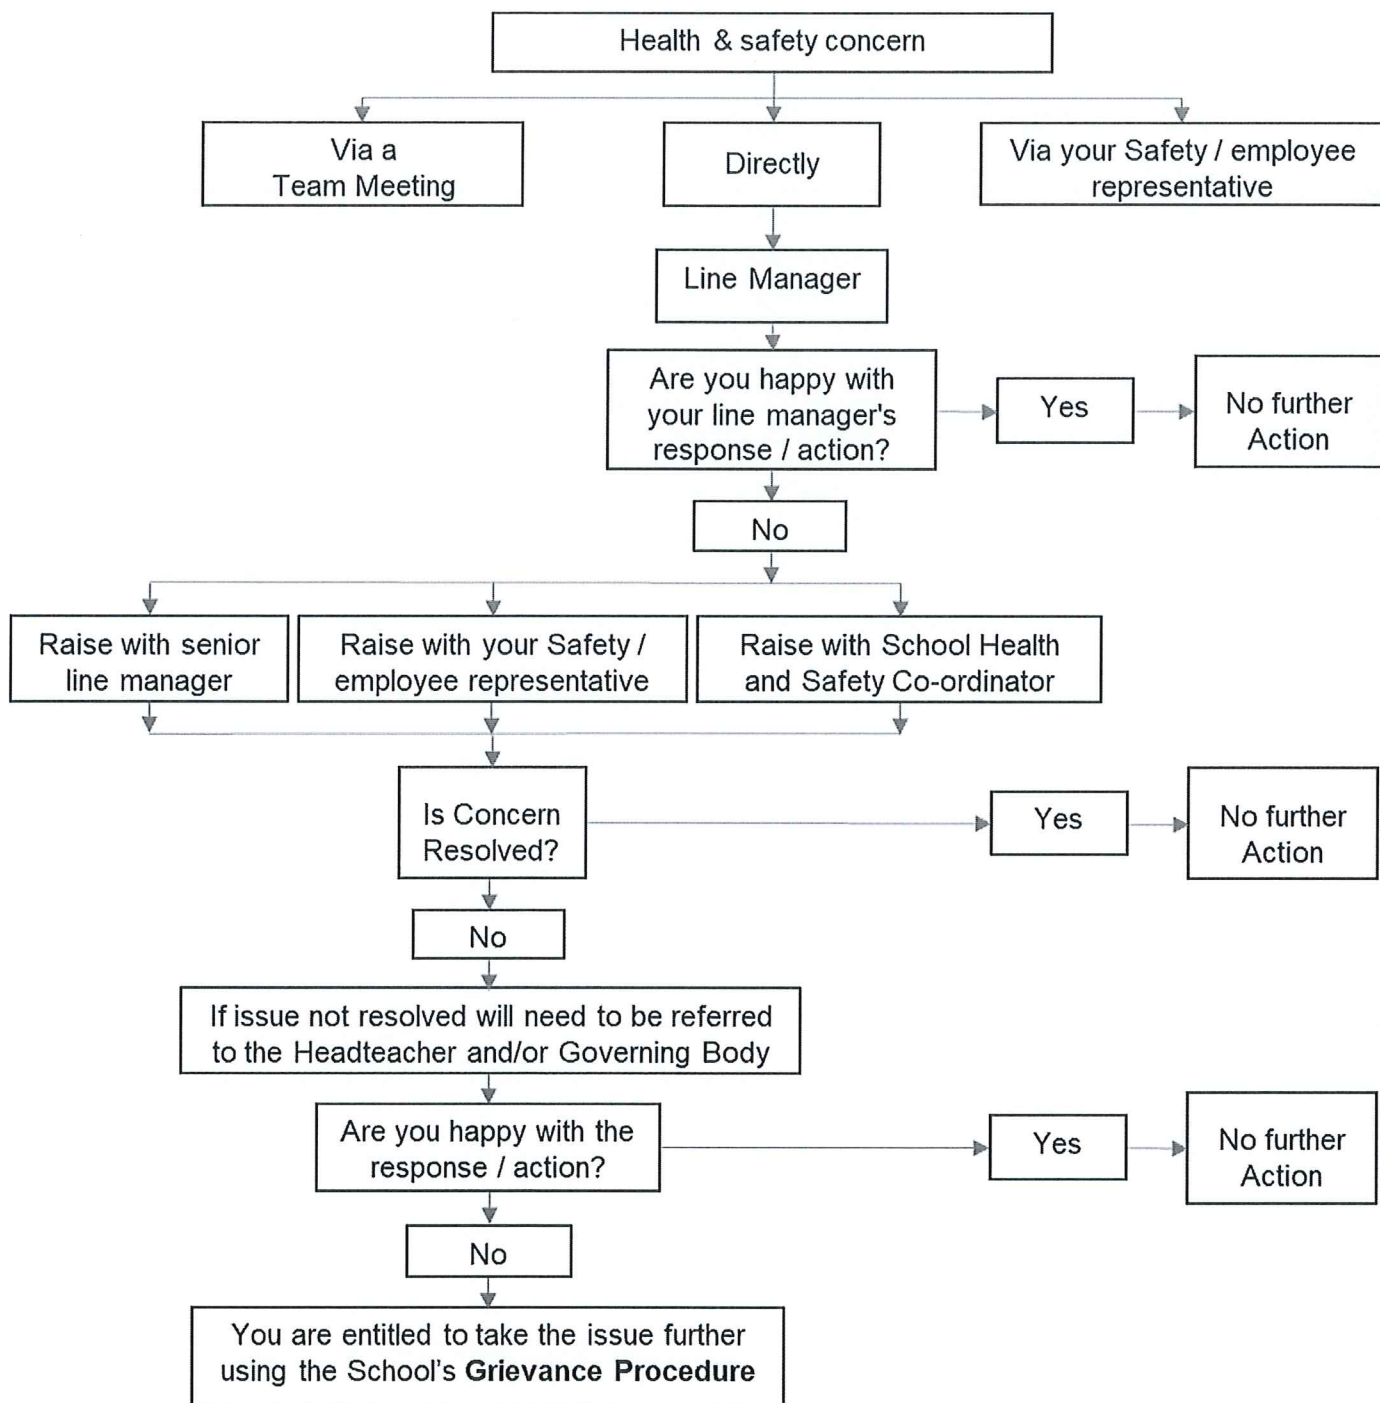 Health & safety concern
Via a
Team Meeting
Directly
Via your Safety / employee
representative
Line Manager
Are you happy with
your line manager's
response / action?
Yes
No further
Action
No
Raise with senior
line manager
Raise with your Safety /
employee representative
Raise with School Health
and Safety Co-ordinator
Is Concern
Resolved?
Yes
No further
Action
No
If issue not resolved will need to be referred
to the Headteacher and/or Governing Body
Are you happy with the
response / action?
Yes
No further
Action
No
You are entitled to take the issue further
using the School's Grievance Procedure